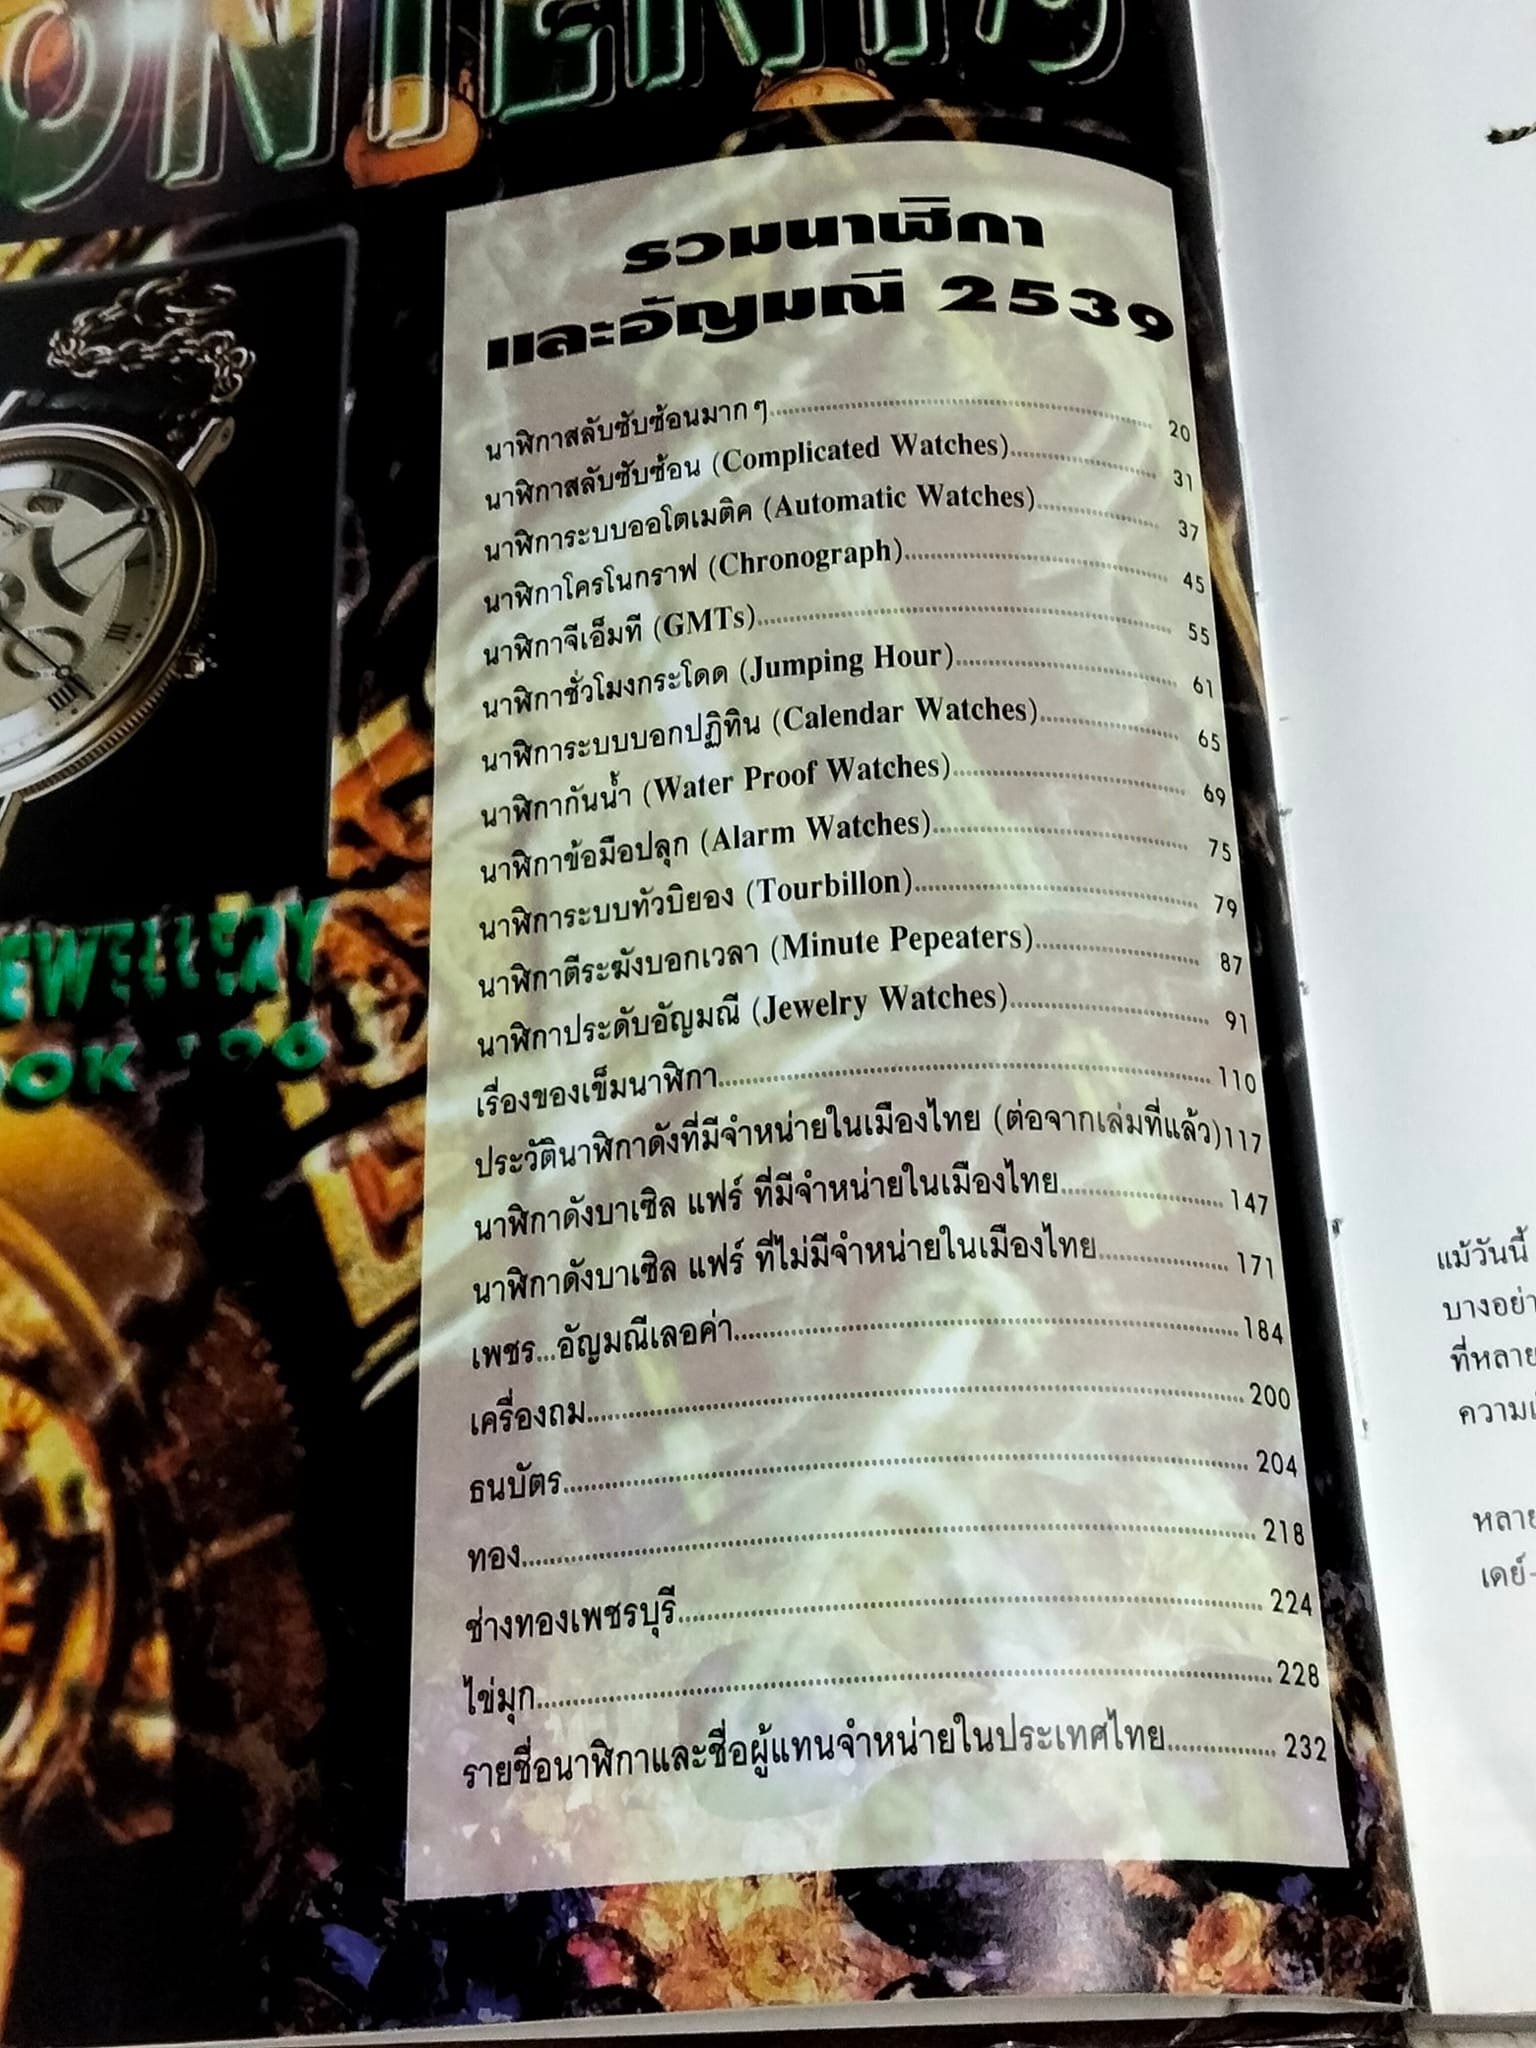 CONTENTS
JEWELLERY
BOOK '96
รวมนาฬิกา
และอัญมณี 2539
นาฬิกาสลับซับซ้อนมาก ๆ 20
นาฬิกาสลับซับซ้อน (Complicated Watches) 31
นาฬิการะบบออโตเมติค (Automatic Watches) 37
นาฬิกาโครโนกราฟ (Chronograph) 45
นาฬิกาจีเอ็มที (GMTs) 55
นาฬิกาชั่วโมงกระโดด (Jumping Hour) 61
นาฬิการะบบบอกปฏิทิน (Calendar Watches) 65
นาฬิกากันน้ำ (Water Proof Watches) 69
นาฬิกาข้อมือปลุก (Alarm Watches) 75
นาฬิการะบบทัวบิยอง (Tourbillon) 79
นาฬิกาตีระฆังบอกเวลา (Minute Pepeaters) 87
นาฬิกาประดับอัญมณี (Jewelry Watches) 91
เรื่องของเข็มนาฬิกา 110
ประวัตินาฬิกาดังที่มีจำหน่ายในเมืองไทย (ต่อจากเล่มที่แล้ว) 117
นาฬิกาดังบาเซิล แฟร์ ที่มีจำหน่ายในเมืองไทย 147
นาฬิกาดังบาเซิล แฟร์ ที่ไม่มีจำหน่ายในเมืองไทย 171
เพชร...อัญมณีเลอค่า 184
เครื่องถม 200
ธนบัตร 204
ทอง 218
ช่างทองเพชรบุรี 224
ไข่มุก 228
รายชื่อนาฬิกาและชื่อผู้แทนจำหน่ายในประเทศไทย 232
แม้วันนี้
บางอย่า
ที่หลาย
ความเ
หลาย
เดย์-